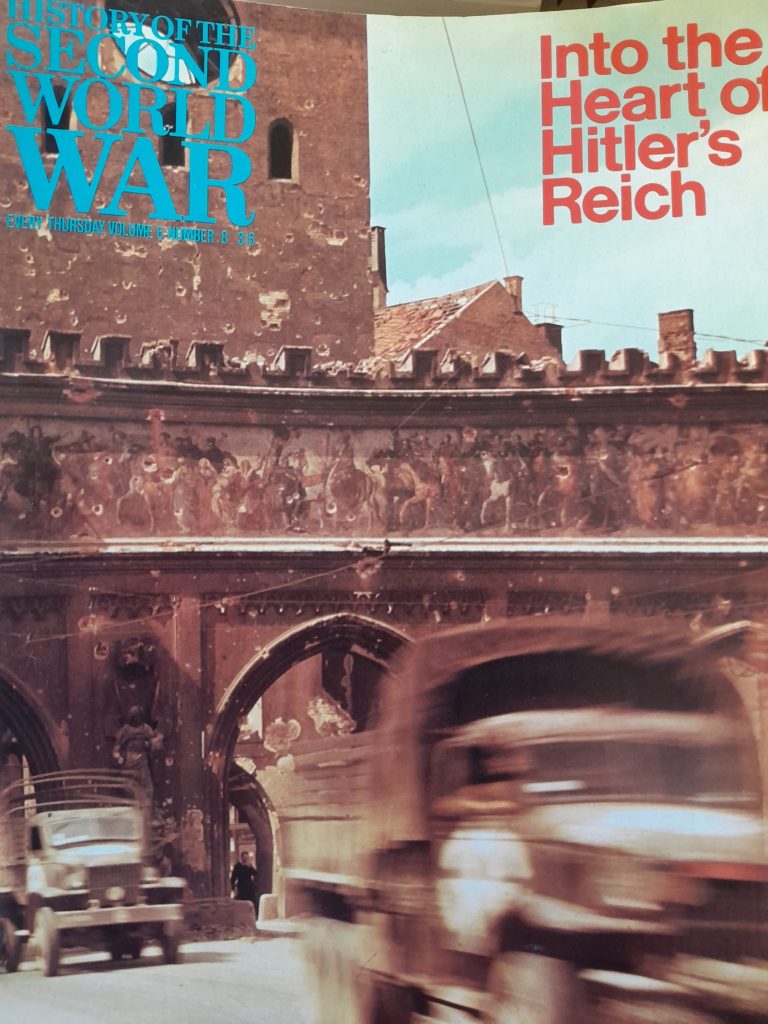 HISTORY OF THE
SECOND
WORLD
WAR
EVERY THURSDAY VOLUME 6 NUMBER 8 3/6
Into the
Heart of
Hitler's
Reich